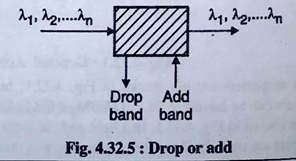 λ₁, λ₂,....λₙ λ₁, λ₂,....λₙ
Drop Add
band band
Fig. 4.32.5 : Drop or add